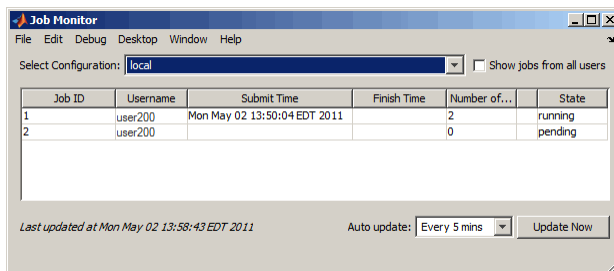 Job Monitor
File Edit Debug Desktop Window Help
Select Configuration: local Show jobs from all users
Job ID Username Submit Time Finish Time Number of... State
1 user200 Mon May 02 13:50:04 EDT 2011 2 running
2 user200 0 pending
Last updated at Mon May 02 13:58:43 EDT 2011 Auto update: Every 5 mins Update Now